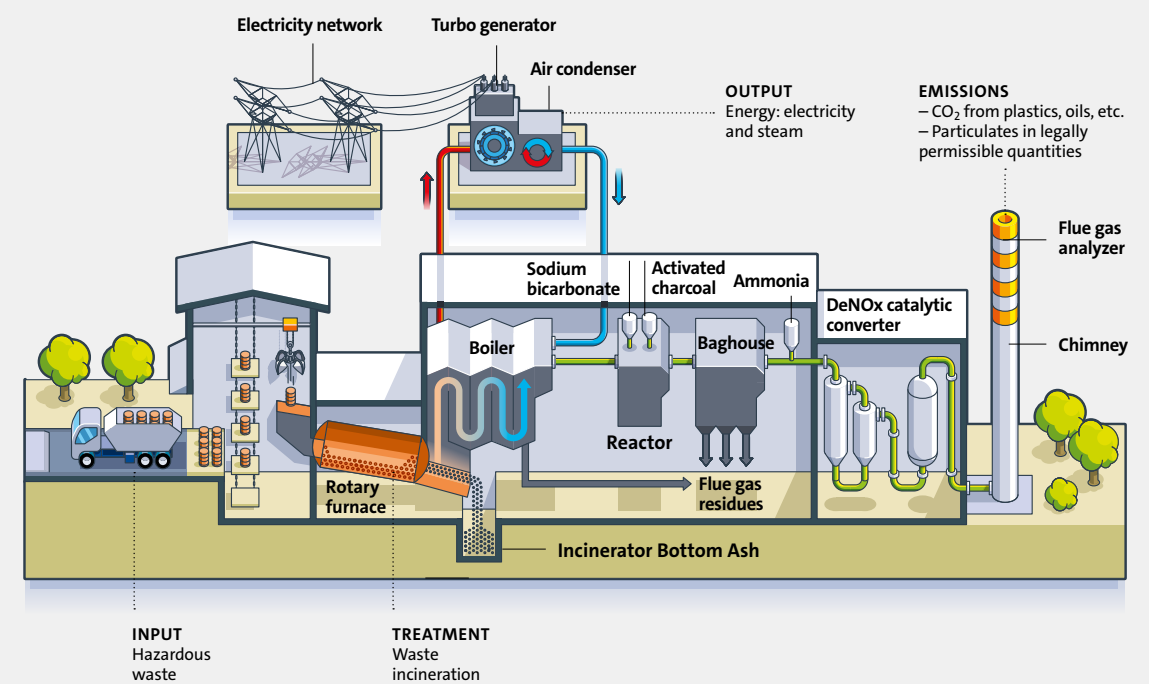 Electricity network
Turbo generator
Air condenser
OUTPUT
Energy: electricity
and steam
EMISSIONS
– CO₂ from plastics, oils, etc.
– Particulates in legally
permissible quantities
Flue gas
analyzer
Sodium
bicarbonate
Activated
charcoal
Ammonia
DeNOx catalytic
converter
Boiler
Baghouse
Chimney
Reactor
Rotary
furnace
Flue gas
residues
Incinerator Bottom Ash
INPUT
Hazardous
waste
TREATMENT
Waste
incineration